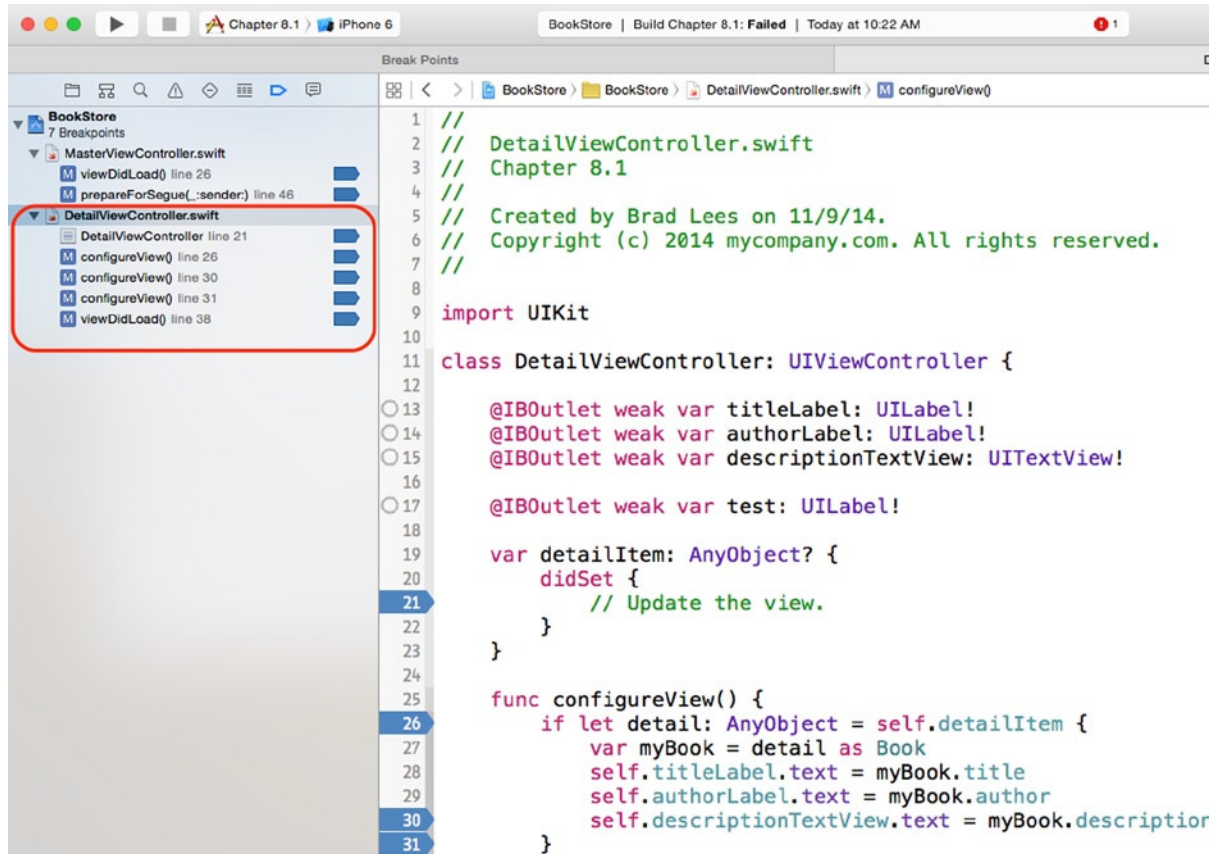 Chapter 8.1 iPhone 6
BookStore | Build Chapter 8.1: Failed | Today at 10:22 AM
1
Break Points
D
BookStore
7 Breakpoints
MasterViewController.swift
M viewDidLoad() line 26
M prepareForSegue(_:sender:) line 46
DetailViewController.swift
DetailViewController line 21
M configureView() line 26
M configureView() line 30
M configureView() line 31
M viewDidLoad() line 38
BookStore BookStore DetailViewController.swift M configureView()
1 //
2 // DetailViewController.swift
3 // Chapter 8.1
4 //
5 // Created by Brad Lees on 11/9/14.
6 // Copyright (c) 2014 mycompany.com. All rights reserved.
7 //
8
9 import UIKit
10
11 class DetailViewController: UIViewController {
12
13 @IBOutlet weak var titleLabel: UILabel!
14 @IBOutlet weak var authorLabel: UILabel!
15 @IBOutlet weak var descriptionTextView: UITextView!
16
17 @IBOutlet weak var test: UILabel!
18
19 var detailItem: AnyObject? {
20 didSet {
21 // Update the view.
22 }
23 }
24
25 func configureView() {
26 if let detail: AnyObject = self.detailItem {
27 var myBook = detail as Book
28 self.titleLabel.text = myBook.title
29 self.authorLabel.text = myBook.author
30 self.descriptionTextView.text = myBook.description
31 }